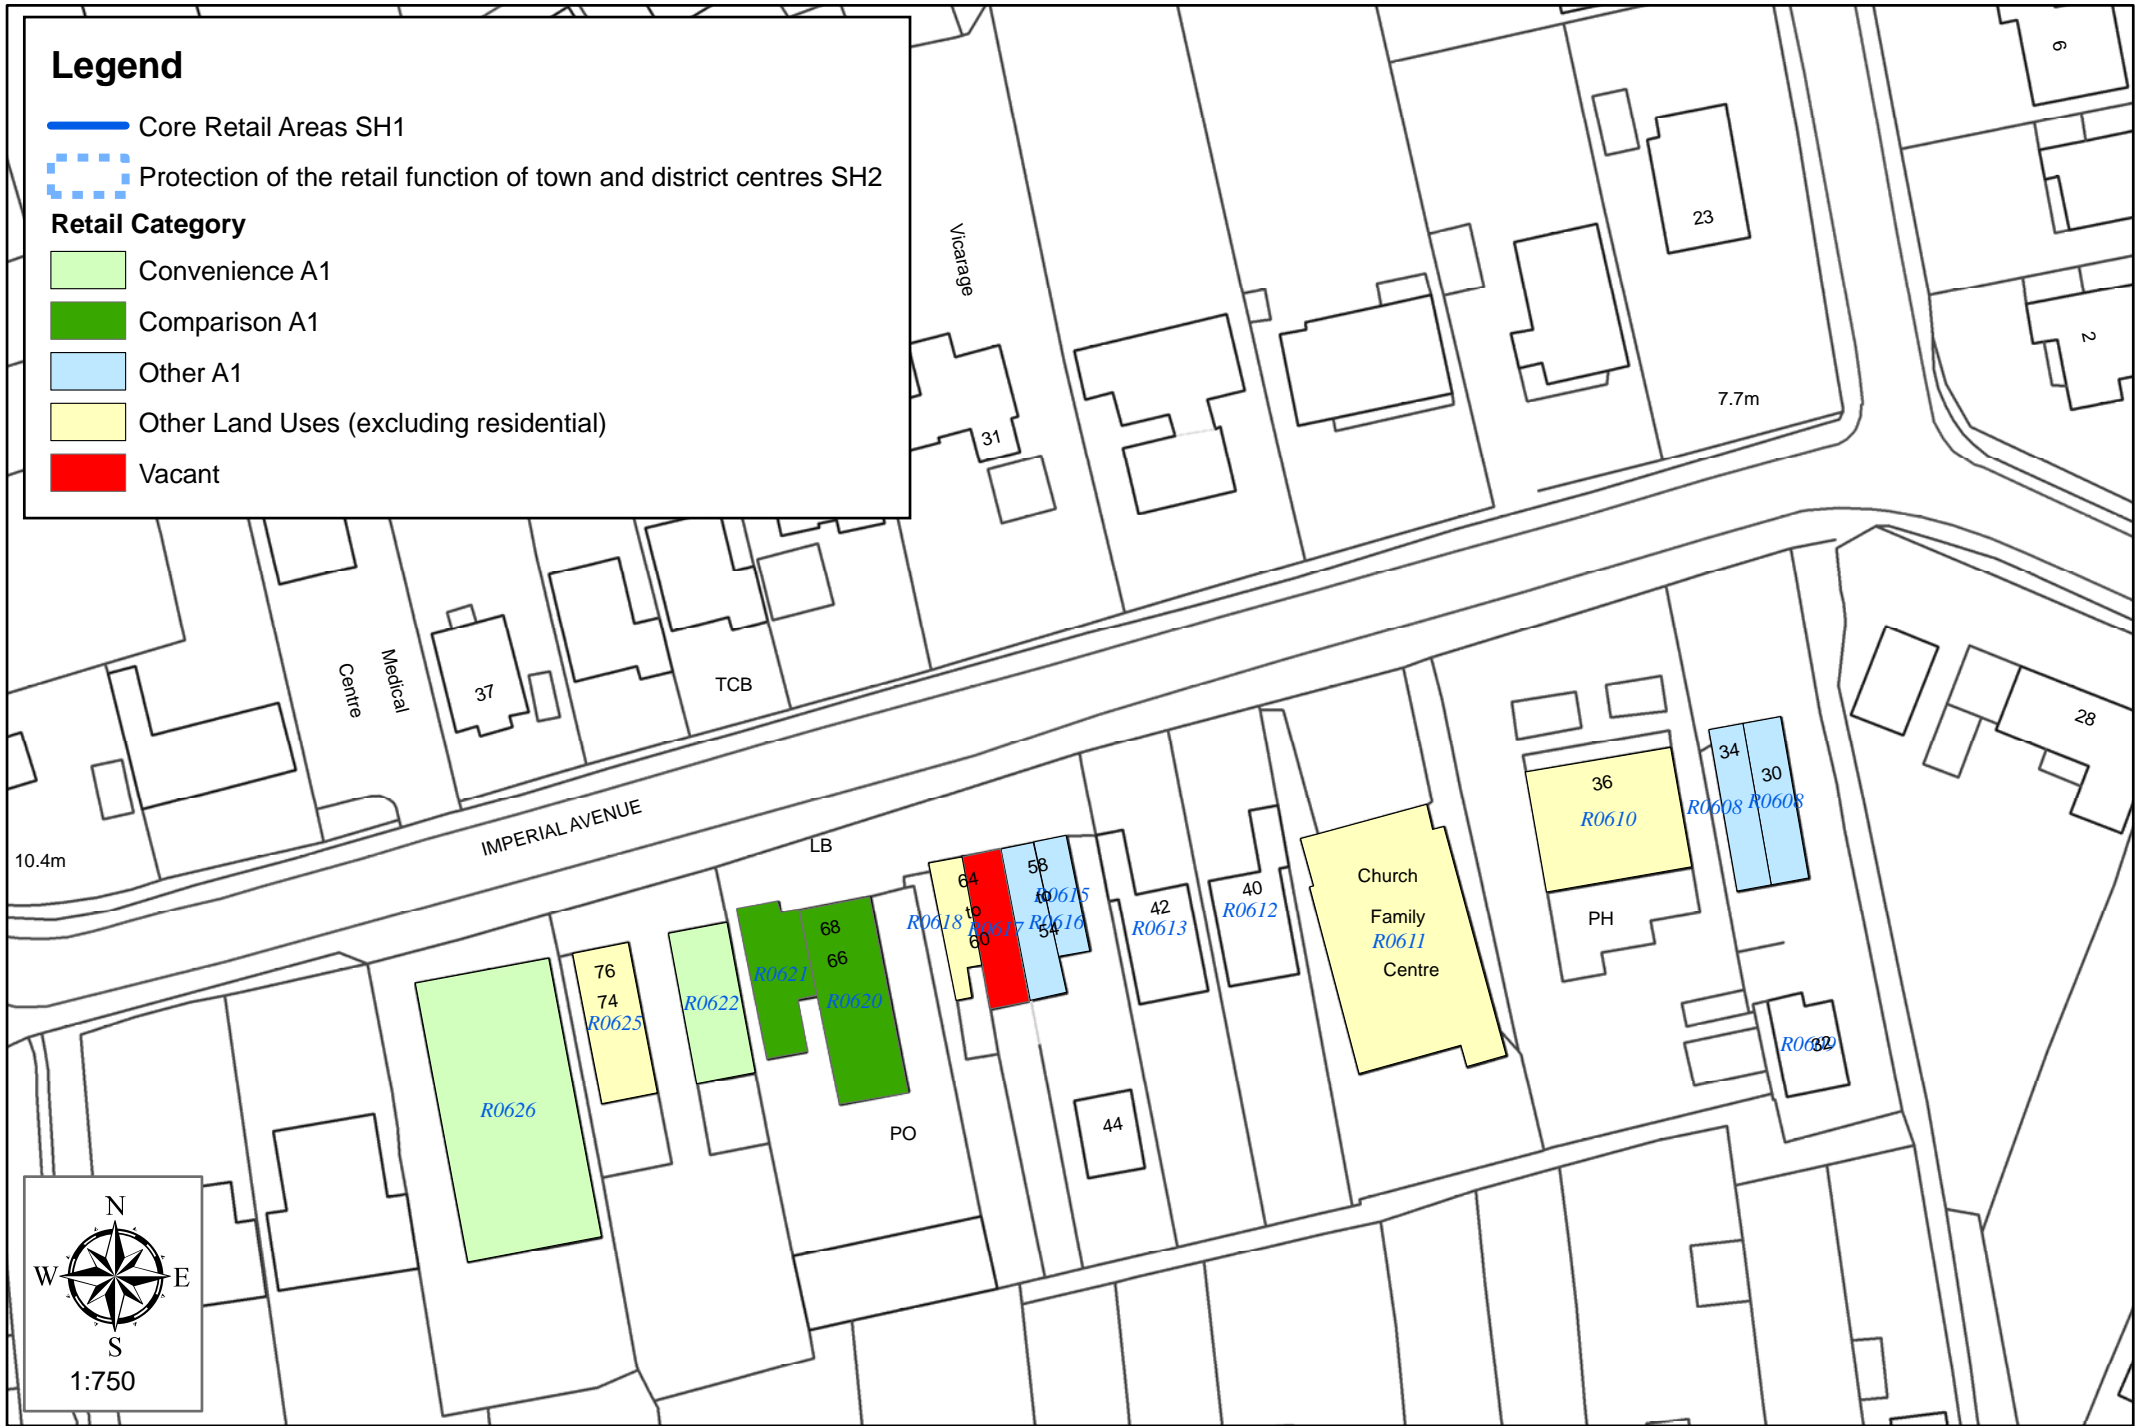 Legend
Core Retail Areas SH1
Protection of the retail function of town and district centres SH2
Retail Category
Convenience A1
Comparison A1
Other A1
Other Land Uses (excluding residential)
Vacant
6
23
Vicarage
2
31
7.7m
Medical
Centre
37
TCB
28
34
30
36
R0608
R0608
R0610
IMPERIAL AVENUE
LB
10.4m
64
to
60
58
to
54
R0615
R0616
R0617
R0618
42
R0613
40
R0612
Church
Family
R0611
Centre
PH
68
66
R0621
R0620
76
74
R0625
R0622
32
R0609
R0626
PO
44
N
W
E
S
1:750